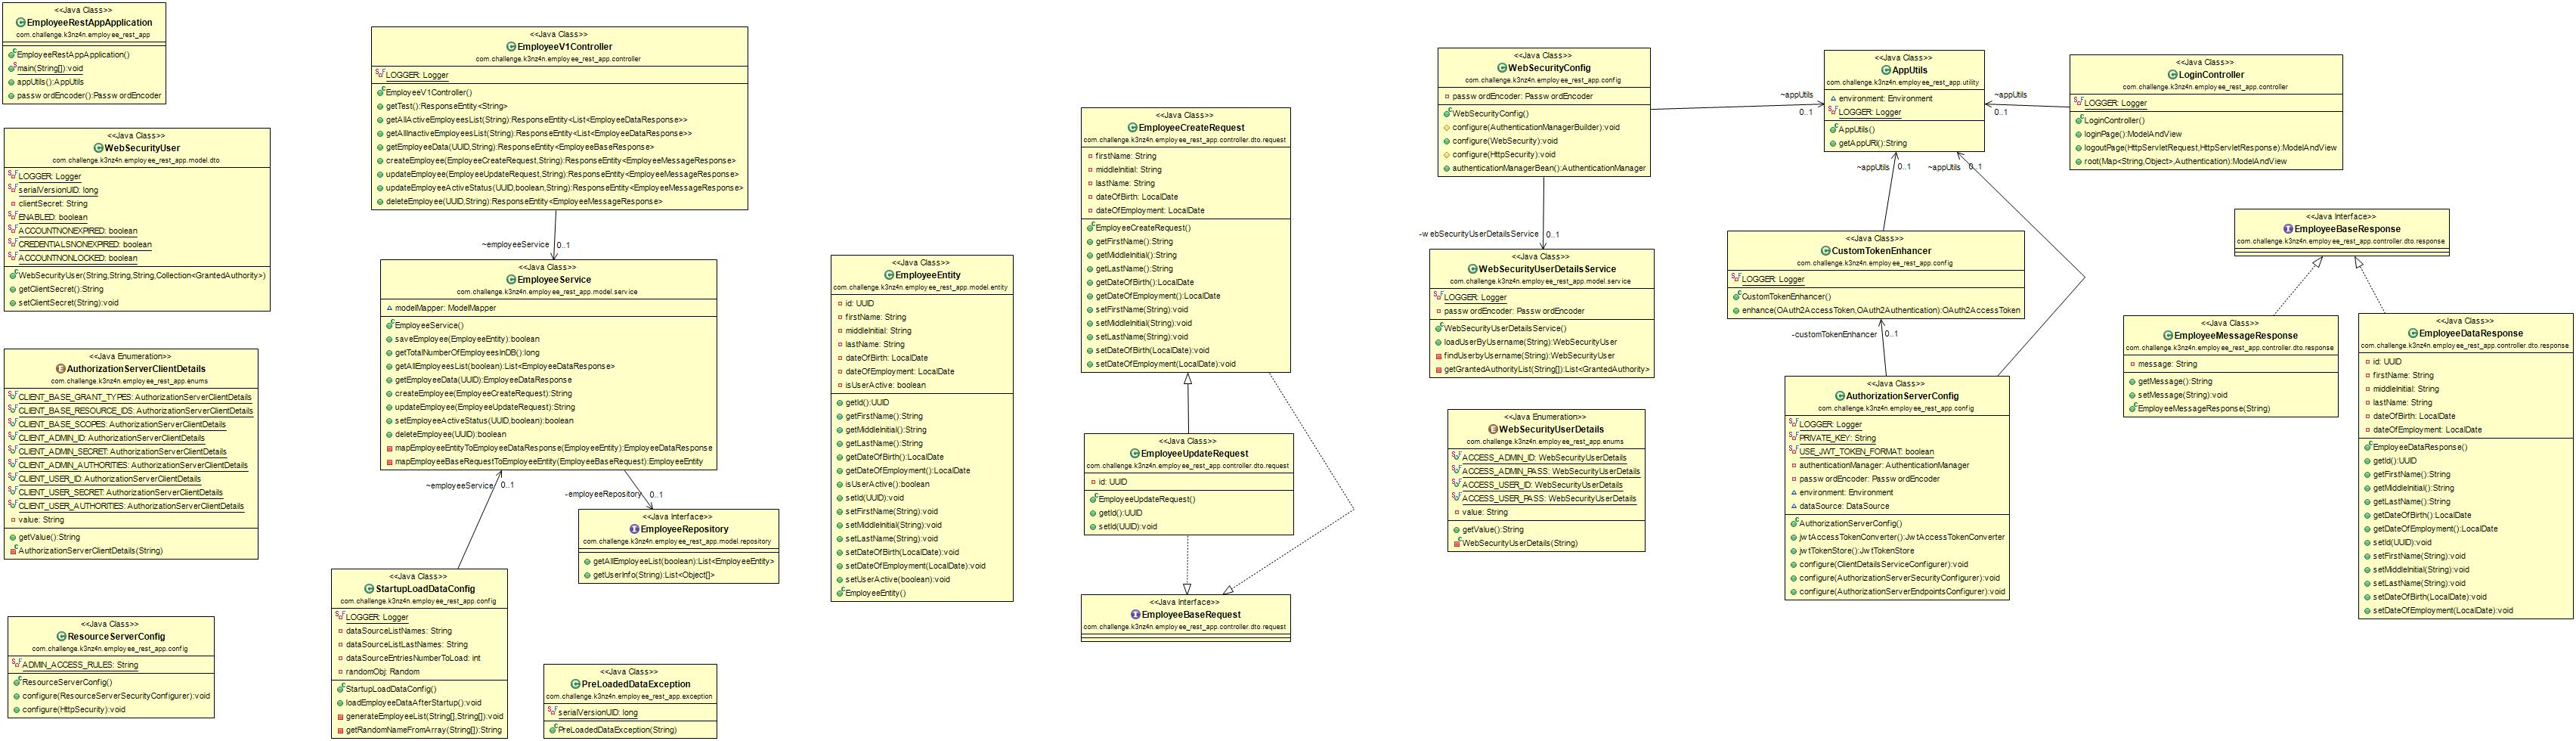 <<Java Class>>
EmployeeRestAppApplication
com.challenge.k3nz4n.employee_rest_app
EmployeeRestAppApplication()
main(String[]):void
appUtils():AppUtils
passwordEncoder():PasswordEncoder
<<Java Class>>
WebSecurityUser
com.challenge.k3nz4n.employee_rest_app.model.dto
LOGGER: Logger
serialVersionUID: long
clientSecret: String
ENABLED: boolean
ACCOUNTNONEXPIRED: boolean
CREDENTIALSNONEXPIRED: boolean
ACCOUNTNONLOCKED: boolean
WebSecurityUser(String,String,String,Collection<GrantedAuthority>)
getClientSecret():String
setClientSecret(String):void
<<Java Enumeration>>
AuthorizationServerClientDetails
com.challenge.k3nz4n.employee_rest_app.enums
CLIENT_BASE_GRANT_TYPES: AuthorizationServerClientDetails
CLIENT_BASE_RESOURCE_IDS: AuthorizationServerClientDetails
CLIENT_BASE_SCOPES: AuthorizationServerClientDetails
CLIENT_ADMIN_ID: AuthorizationServerClientDetails
CLIENT_ADMIN_SECRET: AuthorizationServerClientDetails
CLIENT_ADMIN_AUTHORITIES: AuthorizationServerClientDetails
CLIENT_USER_ID: AuthorizationServerClientDetails
CLIENT_USER_SECRET: AuthorizationServerClientDetails
CLIENT_USER_AUTHORITIES: AuthorizationServerClientDetails
value: String
getValue():String
AuthorizationServerClientDetails(String)
<<Java Class>>
ResourceServerConfig
com.challenge.k3nz4n.employee_rest_app.config
ADMIN_ACCESS_RULES: String
ResourceServerConfig()
configure(ResourceServerSecurityConfigurer):void
configure(HttpSecurity):void
<<Java Class>>
EmployeeV1Controller
com.challenge.k3nz4n.employee_rest_app.controller
LOGGER: Logger
EmployeeV1Controller()
getTest():ResponseEntity<String>
getAllActiveEmployeesList(String):ResponseEntity<List<EmployeeDataResponse>>
getAllInactiveEmployeesList(String):ResponseEntity<List<EmployeeDataResponse>>
getEmployeeData(UUID,String):ResponseEntity<EmployeeBaseResponse>
createEmployee(EmployeeCreateRequest,String):ResponseEntity<EmployeeMessageResponse>
updateEmployee(EmployeeUpdateRequest,String):ResponseEntity<EmployeeMessageResponse>
updateEmployeeActiveStatus(UUID,boolean,String):ResponseEntity<EmployeeMessageResponse>
deleteEmployee(UUID,String):ResponseEntity<EmployeeMessageResponse>
~employeeService 0..1
<<Java Class>>
EmployeeService
com.challenge.k3nz4n.employee_rest_app.model.service
modelMapper: ModelMapper
EmployeeService()
saveEmployee(EmployeeEntity):boolean
getTotalNumberOfEmployeesInDB():long
getAllEmployeesList(boolean):List<EmployeeDataResponse>
getEmployeeData(UUID):EmployeeDataResponse
createEmployee(EmployeeCreateRequest):String
updateEmployee(EmployeeUpdateRequest):String
setEmployeeActiveStatus(UUID,boolean):boolean
deleteEmployee(UUID):boolean
mapEmployeeEntityToEmployeeDataResponse(EmployeeEntity):EmployeeDataResponse
mapEmployeeBaseRequestToEmployeeEntity(EmployeeBaseRequest):EmployeeEntity
~employeeService 0..1
-employeeRepository 0..1
<<Java Interface>>
EmployeeRepository
com.challenge.k3nz4n.employee_rest_app.model.repository
getAllEmployeeList(boolean):List<EmployeeEntity>
getUserInfo(String):List<Object[]>
<<Java Class>>
StartupLoadDataConfig
com.challenge.k3nz4n.employee_rest_app.config
LOGGER: Logger
dataSourceListNames: String
dataSourceListLastNames: String
dataSourceEntriesNumberToLoad: int
randomObj: Random
StartupLoadDataConfig()
loadEmployeeDataAfterStartup():void
generateEmployeeList(String[],String[]):void
getRandomNameFromArray(String[]):String
<<Java Class>>
PreLoadedDataException
com.challenge.k3nz4n.employee_rest_app.exception
serialVersionUID: long
PreLoadedDataException(String)
<<Java Class>>
EmployeeEntity
com.challenge.k3nz4n.employee_rest_app.model.entity
id: UUID
firstName: String
middleInitial: String
lastName: String
dateOfBirth: LocalDate
dateOfEmployment: LocalDate
isUserActive: boolean
getId():UUID
getFirstName():String
getMiddleInitial():String
getLastName():String
getDateOfBirth():LocalDate
getDateOfEmployment():LocalDate
isUserActive():boolean
setId(UUID):void
setFirstName(String):void
setMiddleInitial(String):void
setLastName(String):void
setDateOfBirth(LocalDate):void
setDateOfEmployment(LocalDate):void
setUserActive(boolean):void
EmployeeEntity()
<<Java Class>>
EmployeeCreateRequest
com.challenge.k3nz4n.employee_rest_app.controller.dto.request
firstName: String
middleInitial: String
lastName: String
dateOfBirth: LocalDate
dateOfEmployment: LocalDate
EmployeeCreateRequest()
getFirstName():String
getMiddleInitial():String
getLastName():String
getDateOfBirth():LocalDate
getDateOfEmployment():LocalDate
setFirstName(String):void
setMiddleInitial(String):void
setLastName(String):void
setDateOfBirth(LocalDate):void
setDateOfEmployment(LocalDate):void
<<Java Class>>
EmployeeUpdateRequest
com.challenge.k3nz4n.employee_rest_app.controller.dto.request
id: UUID
EmployeeUpdateRequest()
getId():UUID
setId(UUID):void
<<Java Interface>>
EmployeeBaseRequest
com.challenge.k3nz4n.employee_rest_app.controller.dto.request
<<Java Class>>
WebSecurityConfig
com.challenge.k3nz4n.employee_rest_app.config
passwordEncoder: PasswordEncoder
WebSecurityConfig()
configure(AuthenticationManagerBuilder):void
configure(WebSecurity):void
configure(HttpSecurity):void
authenticationManagerBean():AuthenticationManager
~appUtils
0..1
-webSecurityUserDetailsService 0..1
<<Java Class>>
WebSecurityUserDetailsService
com.challenge.k3nz4n.employee_rest_app.model.service
LOGGER: Logger
passwordEncoder: PasswordEncoder
WebSecurityUserDetailsService()
loadUserByUsername(String):WebSecurityUser
findUserbyUsername(String):WebSecurityUser
getGrantedAuthorityList(String[]):List<GrantedAuthority>
<<Java Enumeration>>
WebSecurityUserDetails
com.challenge.k3nz4n.employee_rest_app.enums
ACCESS_ADMIN_ID: WebSecurityUserDetails
ACCESS_ADMIN_PASS: WebSecurityUserDetails
ACCESS_USER_ID: WebSecurityUserDetails
ACCESS_USER_PASS: WebSecurityUserDetails
value: String
getValue():String
WebSecurityUserDetails(String)
<<Java Class>>
AppUtils
com.challenge.k3nz4n.employee_rest_app.utility
environment: Environment
LOGGER: Logger
AppUtils()
getAppURI():String
~appUtils
0..1
<<Java Class>>
LoginController
com.challenge.k3nz4n.employee_rest_app.controller
LOGGER: Logger
LoginController()
loginPage():ModelAndView
logoutPage(HttpServletRequest,HttpServletResponse):ModelAndView
root(Map<String,Object>,Authentication):ModelAndView
~appUtils 0..1
~appUtils 0..1
<<Java Class>>
CustomTokenEnhancer
com.challenge.k3nz4n.employee_rest_app.config
LOGGER: Logger
CustomTokenEnhancer()
enhance(OAuth2AccessToken,OAuth2Authentication):OAuth2AccessToken
-customTokenEnhancer 0..1
<<Java Class>>
AuthorizationServerConfig
com.challenge.k3nz4n.employee_rest_app.config
LOGGER: Logger
PRIVATE_KEY: String
USE_JWT_TOKEN_FORMAT: boolean
authenticationManager: AuthenticationManager
passwordEncoder: PasswordEncoder
environment: Environment
dataSource: DataSource
AuthorizationServerConfig()
jwtAccessTokenConverter():JwtAccessTokenConverter
jwtTokenStore():JwtTokenStore
configure(ClientDetailsServiceConfigurer):void
configure(AuthorizationServerSecurityConfigurer):void
configure(AuthorizationServerEndpointsConfigurer):void
<<Java Interface>>
EmployeeBaseResponse
com.challenge.k3nz4n.employee_rest_app.controller.dto.response
<<Java Class>>
EmployeeMessageResponse
com.challenge.k3nz4n.employee_rest_app.controller.dto.response
message: String
getMessage():String
setMessage(String):void
EmployeeMessageResponse(String)
<<Java Class>>
EmployeeDataResponse
com.challenge.k3nz4n.employee_rest_app.controller.dto.response
id: UUID
firstName: String
middleInitial: String
lastName: String
dateOfBirth: LocalDate
dateOfEmployment: LocalDate
EmployeeDataResponse()
getId():UUID
getFirstName():String
getMiddleInitial():String
getLastName():String
getDateOfBirth():LocalDate
getDateOfEmployment():LocalDate
setId(UUID):void
setFirstName(String):void
setMiddleInitial(String):void
setLastName(String):void
setDateOfBirth(LocalDate):void
setDateOfEmployment(LocalDate):void